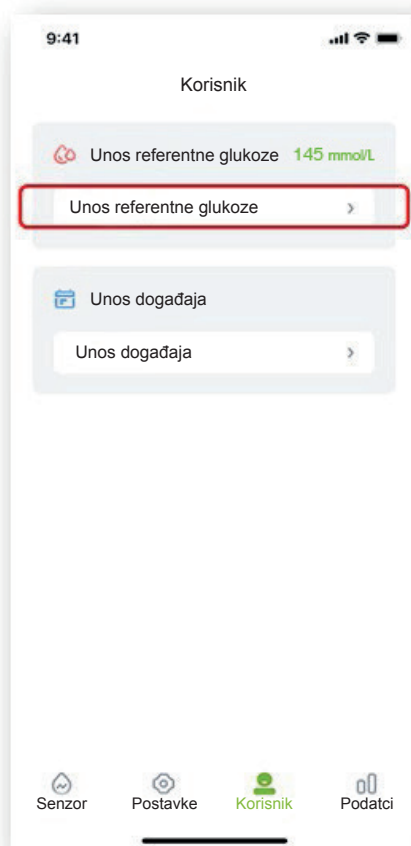 9:41
Korisnik
Unos referentne glukoze 145 mmol/L
Unos referentne glukoze
Unos događaja
Unos događaja
Senzor Postavke Korisnik Podatci